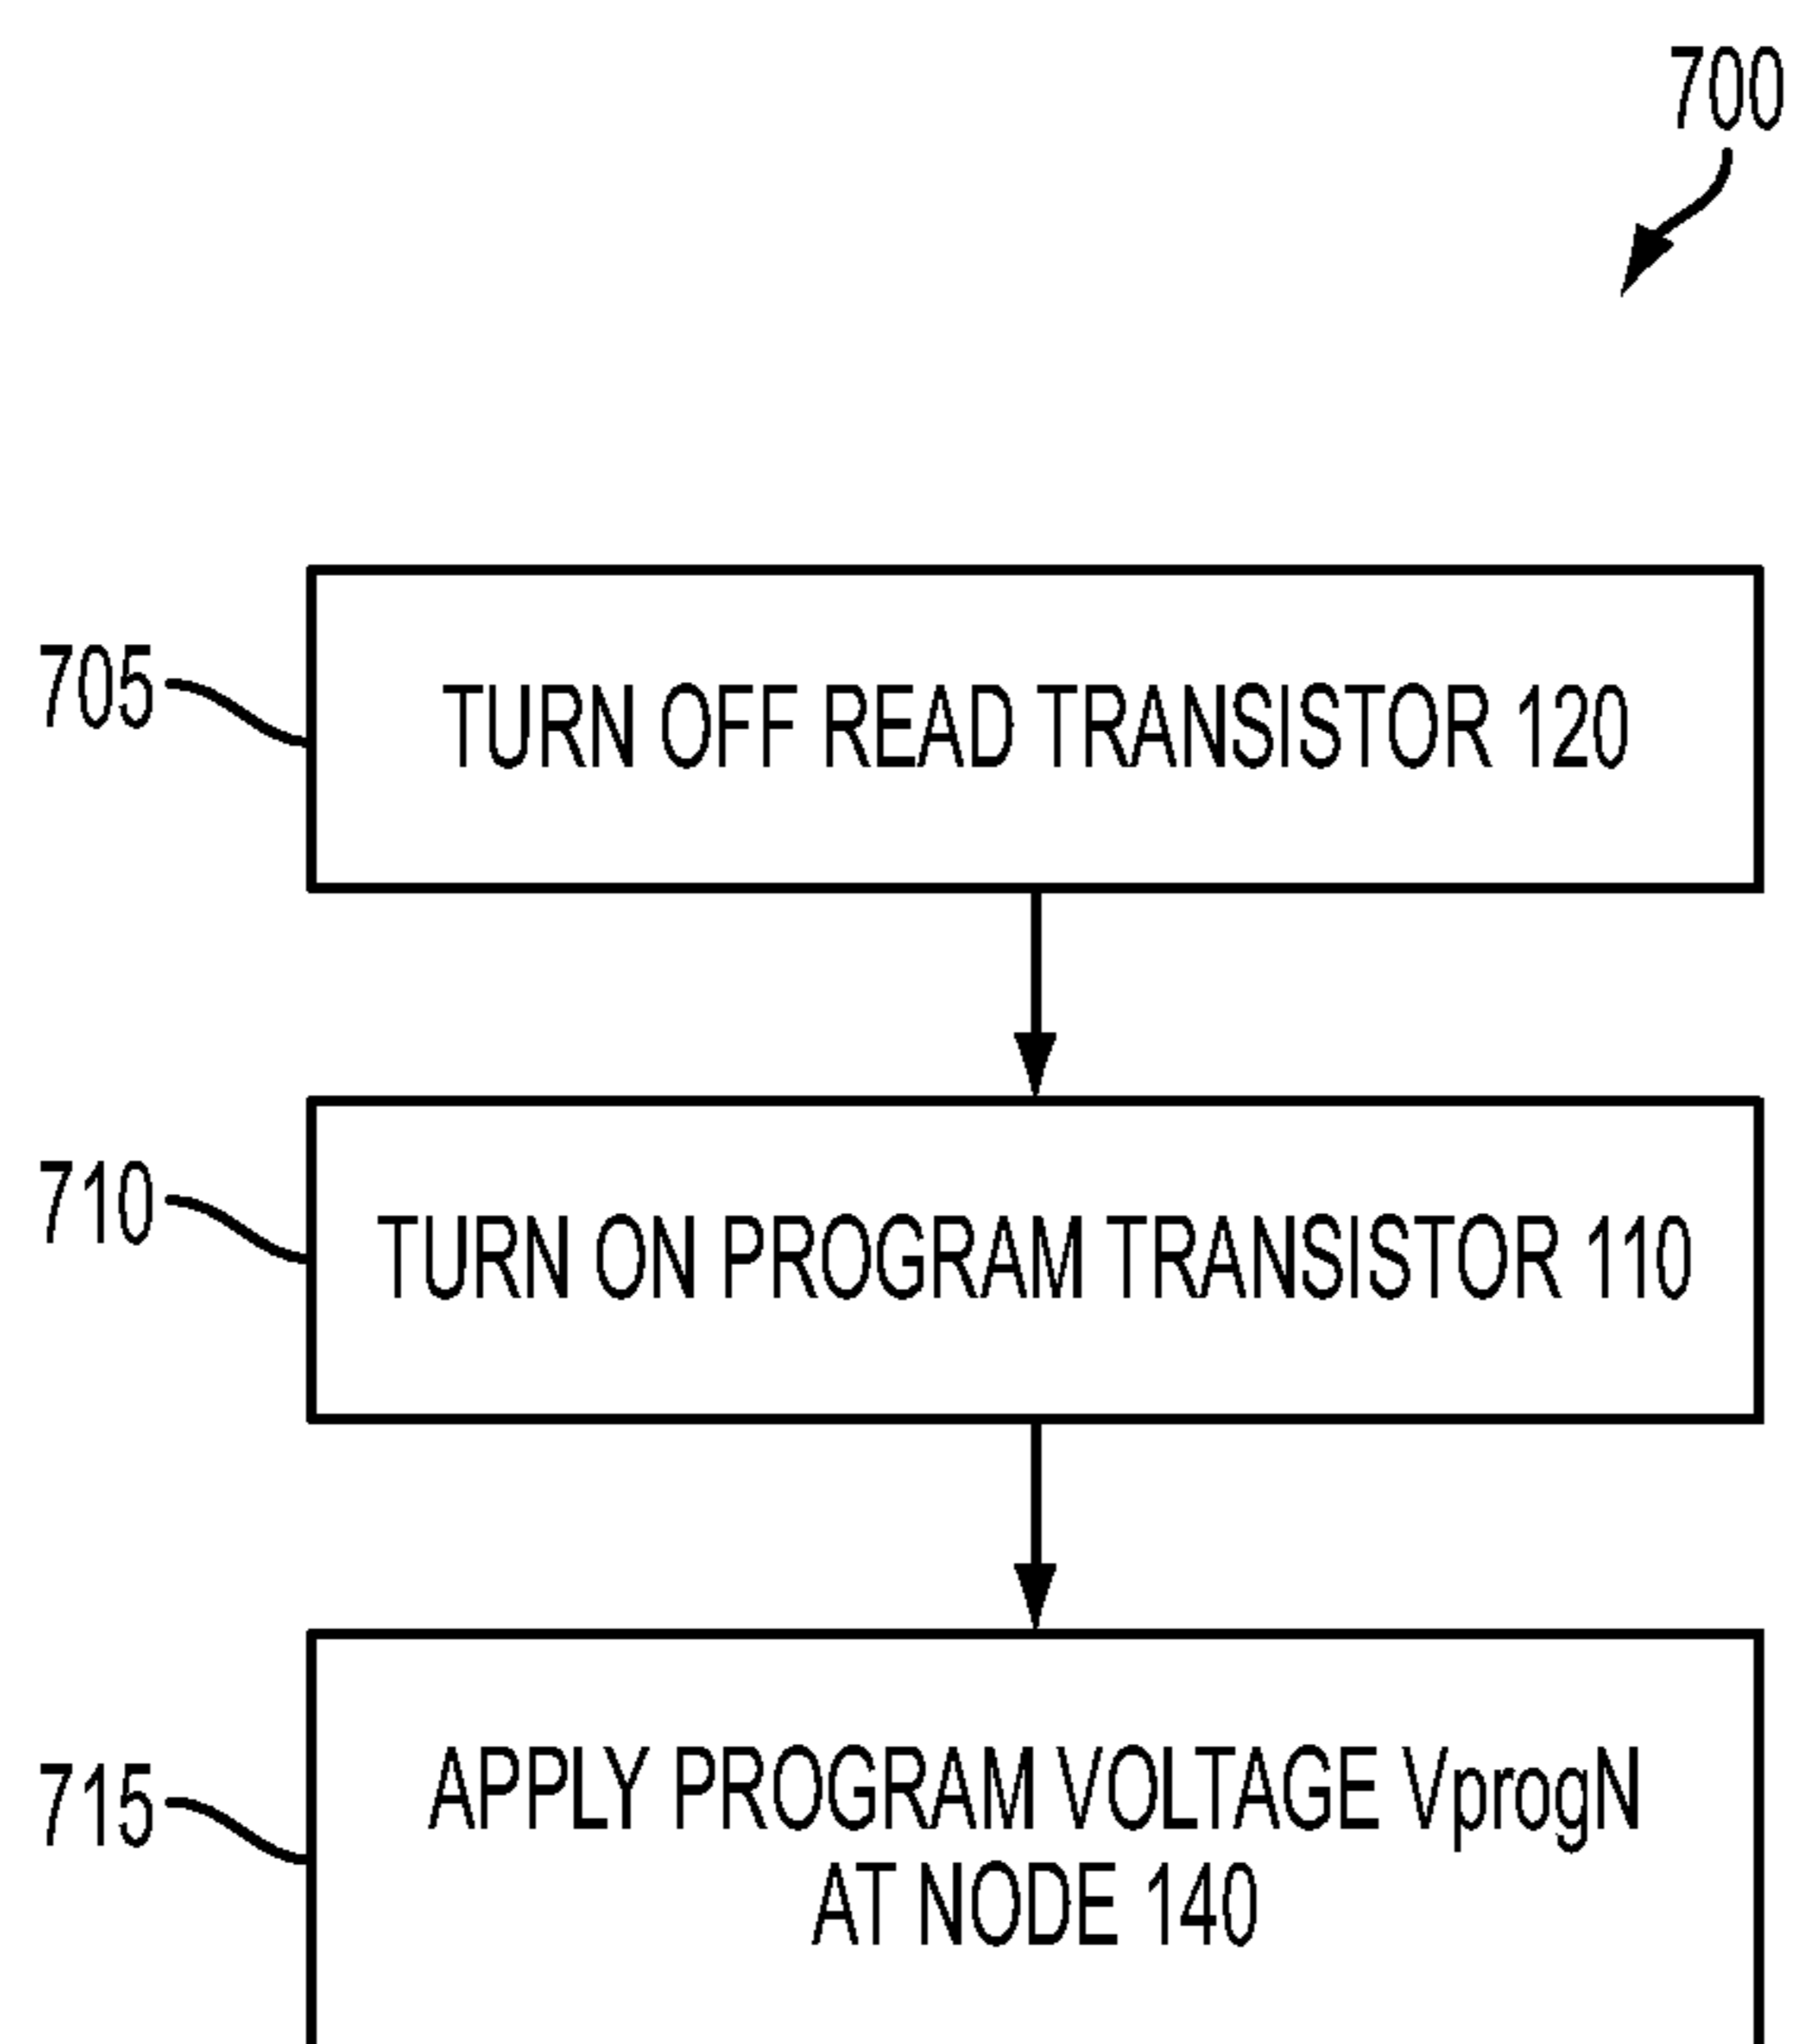 700
705
TURN OFF READ TRANSISTOR 120
710
TURN ON PROGRAM TRANSISTOR 110
715
APPLY PROGRAM VOLTAGE VprogN
AT NODE 140